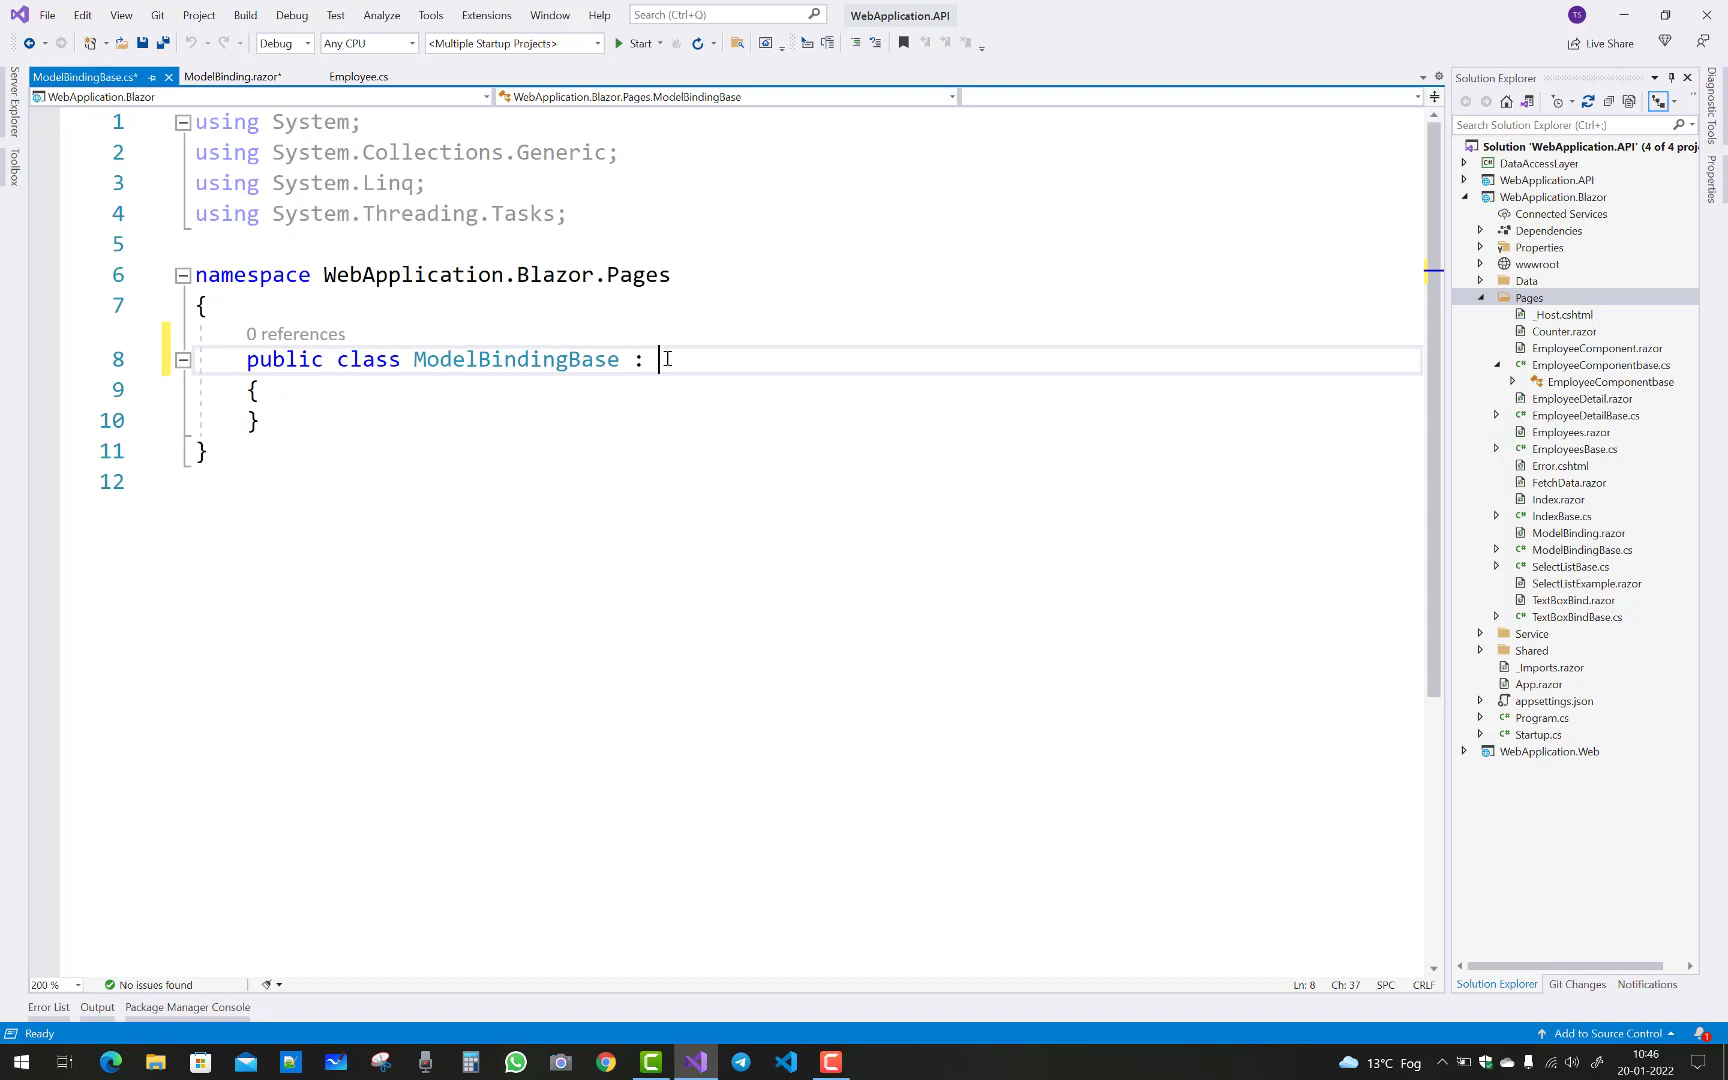 File Edit View Git Project Build Debug Test Analyze Tools Extensions Window Help Search (Ctrl+Q) WebApplication.API TS
Debug Any CPU <Multiple Startup Projects> Start Live Share
ModelBindingBase.cs* ModelBinding.razor* Employee.cs
WebApplication.Blazor WebApplication.Blazor.Pages.ModelBindingBase
Server Explorer
Toolbox
1 using System;
2 using System.Collections.Generic;
3 using System.Linq;
4 using System.Threading.Tasks;
5
6 namespace WebApplication.Blazor.Pages
7 {
0 references
8 public class ModelBindingBase :
9 {
10 }
11 }
12
Solution Explorer
Search Solution Explorer (Ctrl+;)
Solution 'WebApplication.API' (4 of 4 proj
DataAccessLayer
WebApplication.API
WebApplication.Blazor
Connected Services
Dependencies
Properties
wwwroot
Data
Pages
_Host.cshtml
Counter.razor
EmployeeComponent.razor
EmployeeComponentbase.cs
EmployeeComponentbase
EmployeeDetail.razor
EmployeeDetailBase.cs
Employees.razor
EmployeesBase.cs
Error.cshtml
FetchData.razor
Index.razor
IndexBase.cs
ModelBinding.razor
ModelBindingBase.cs
SelectListBase.cs
SelectListExample.razor
TextBoxBind.razor
TextBoxBindBase.cs
Service
Shared
_Imports.razor
App.razor
appsettings.json
Program.cs
Startup.cs
WebApplication.Web
Diagnostic Tools
Properties
200 % No issues found Ln: 8 Ch: 37 SPC CRLF
Solution Explorer Git Changes Notifications
Error List Output Package Manager Console
Ready Add to Source Control 1
13°C Fog 10:46
20-01-2022